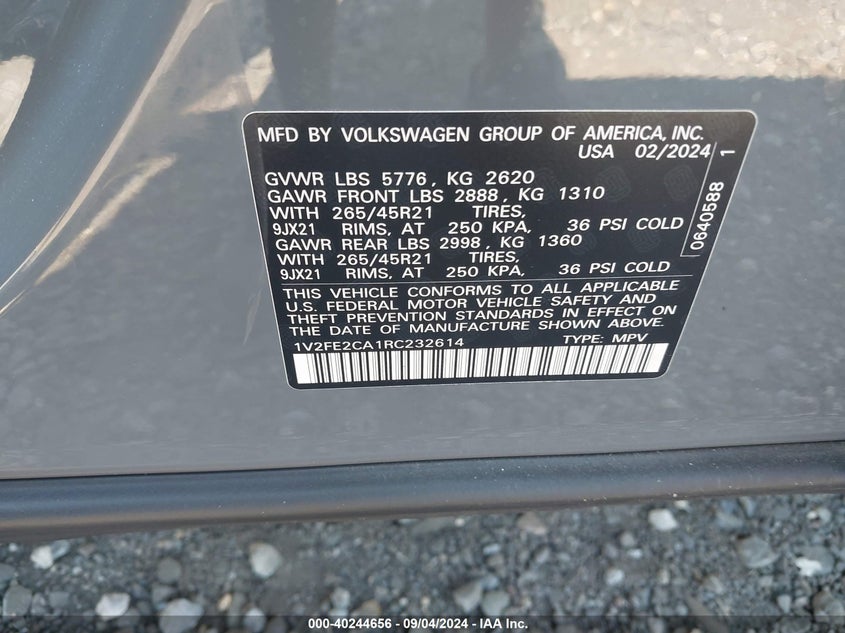 MFD BY VOLKSWAGEN GROUP OF AMERICA, INC.
USA 02/2024
GVWR LBS 5776, KG 2620
GAWR FRONT LBS 2888, KG 1310
WITH 265/45R21 TIRES,
9JX21 RIMS, AT 250 KPA, 36 PSI COLD
GAWR REAR LBS 2998, KG 1360
WITH 265/45R21 TIRES,
9JX21 RIMS, AT 250 KPA, 36 PSI COLD
THIS VEHICLE CONFORMS TO ALL APPLICABLE
U.S. FEDERAL MOTOR VEHICLE SAFETY AND
THEFT PREVENTION STANDARDS IN EFFECT ON
THE DATE OF MANUFACTURE SHOWN ABOVE.
1V2FE2CA1RC232614 TYPE: MPV
0640588 1
000-40244656 - 09/04/2024 - IAA Inc.